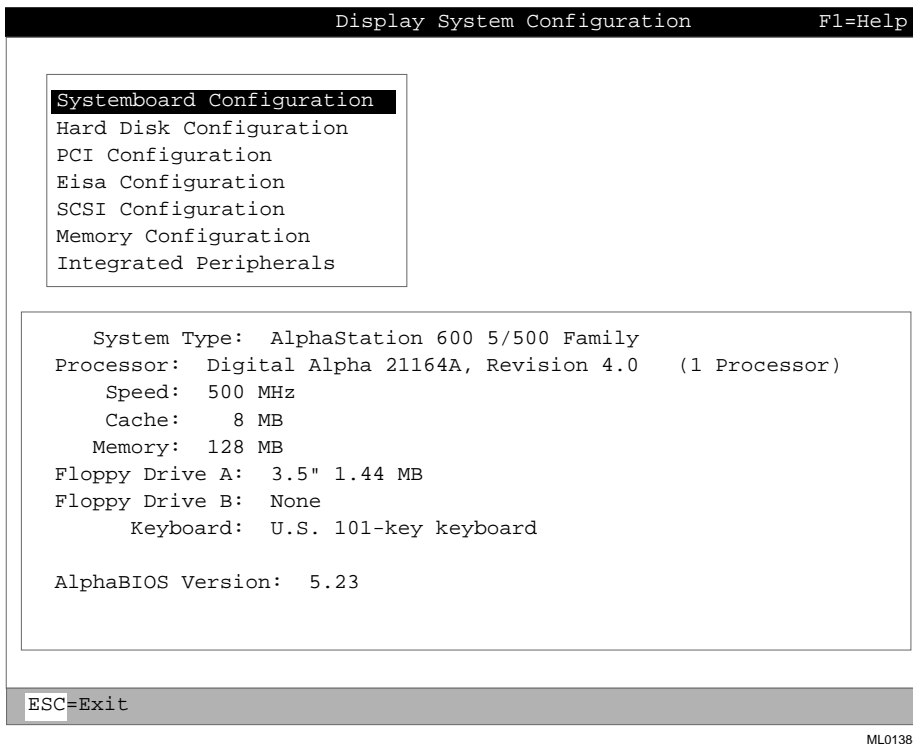 Display System Configuration F1=Help
Systemboard Configuration
Hard Disk Configuration
PCI Configuration
Eisa Configuration
SCSI Configuration
Memory Configuration
Integrated Peripherals
System Type: AlphaStation 600 5/500 Family
Processor: Digital Alpha 21164A, Revision 4.0 (1 Processor)
Speed: 500 MHz
Cache: 8 MB
Memory: 128 MB
Floppy Drive A: 3.5" 1.44 MB
Floppy Drive B: None
Keyboard: U.S. 101-key keyboard
AlphaBIOS Version: 5.23
ESC=Exit
ML0138